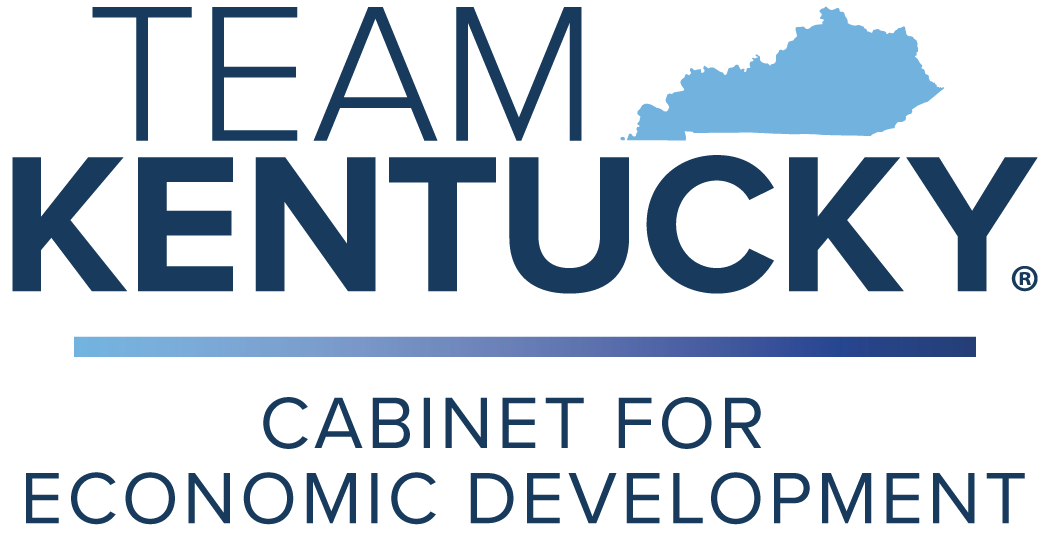 TEAM
KENTUCKY®
CABINET FOR
ECONOMIC DEVELOPMENT